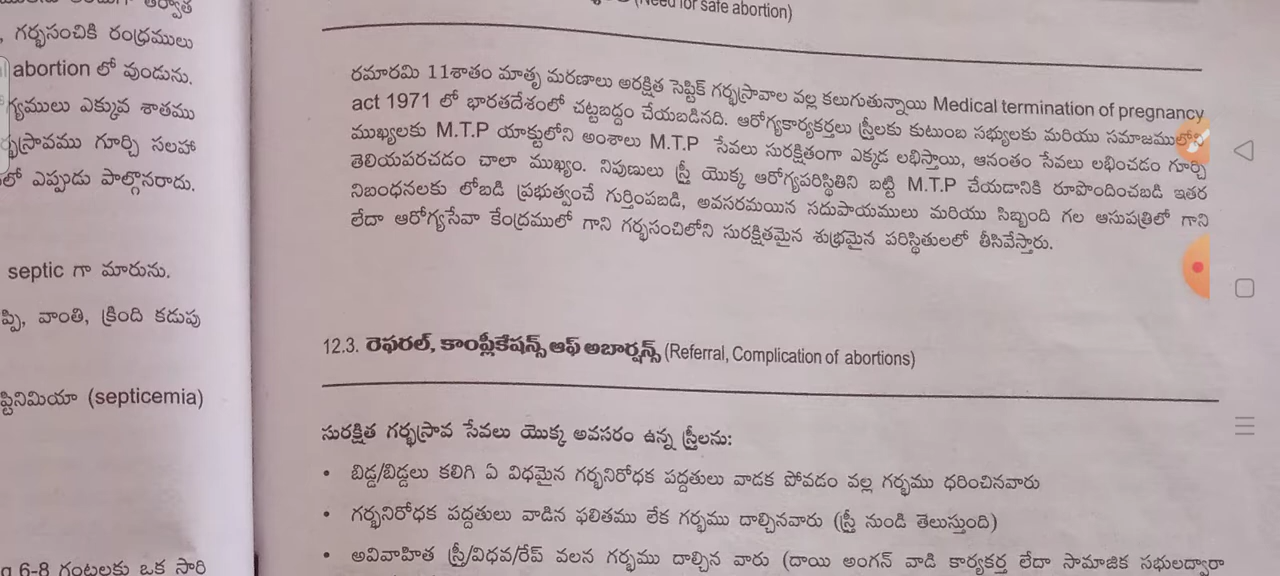 గర్భసంచికి రంధ్రములు
abortion లో వుండును.
ఎక్కువ శాతము
గూర్చి సలహా
ఎప్పుడు పాల్గొనరాదు.
septic గా మారును.
వాంతి, క్రింది కడుపు
(septicemia)
6-8 గంటలకు ఒక సారి
safe abortion)
రమారమి 11శాతం మాతృ మరణాలు అరక్షిత సెప్టిక్ గర్భస్రావాల వల్ల కలుగుతున్నాయి Medical termination of pregnancy
act 1971 లో భారతదేశంలో చట్టబద్ధం చేయబడినది. ఆరోగ్యకార్యకర్తలు స్త్రీలకు కుటుంబ సభ్యులకు మరియు సమాజములోని
ముఖ్యలకు M.T.P యాక్టులోని అంశాలు M.T.P సేవలు సురక్షితంగా ఎక్కడ లభిస్తాయి, ఆనంతం సేవలు లభించడం గూర్చి
తెలియపరచడం చాలా ముఖ్యం. నిపుణులు స్త్రీ యొక్క ఆరోగ్యపరిస్థితిని బట్టి M.T.P చేయడానికి రూపొందించబడి ఇతర
నిబంధనలకు లోబడి ప్రభుత్వంచే గుర్తింపబడి, అవసరమయిన సదుపాయములు మరియు సిబ్బంది గల ఆసుపత్రిలో గాని
లేదా ఆరోగ్యసేవా కేంద్రములో గాని గర్భసంచిలోని సురక్షితమైన శుభ్రమైన పరిస్థితులలో తీసివేస్తారు.
12.3. రెఫరల్, కాంప్లికేషన్స్ ఆఫ్ అబార్షన్స్ (Referral, Complication of abortions)
సురక్షిత గర్భస్రావ సేవలు యొక్క అవసరం ఉన్న స్త్రీలను:
• బిడ్డ/బిడ్డలు కలిగి ఏ విధమైన గర్భనిరోధక పద్దతులు వాడక పోవడం వల్ల గర్భము ధరించినవారు
• గర్భనిరోధక పద్దతులు వాడిన ఫలితము లేక గర్భము దాల్చినవారు (స్త్రీ నుండి తెలుస్తుంది)
• అవివాహిత స్త్రీ/విధవ/రేప్ వలన గర్భము దాల్చిన వారు (దాయి అంగన్ వాడి కార్యకర్త లేదా సామాజిక సభులద్వారా